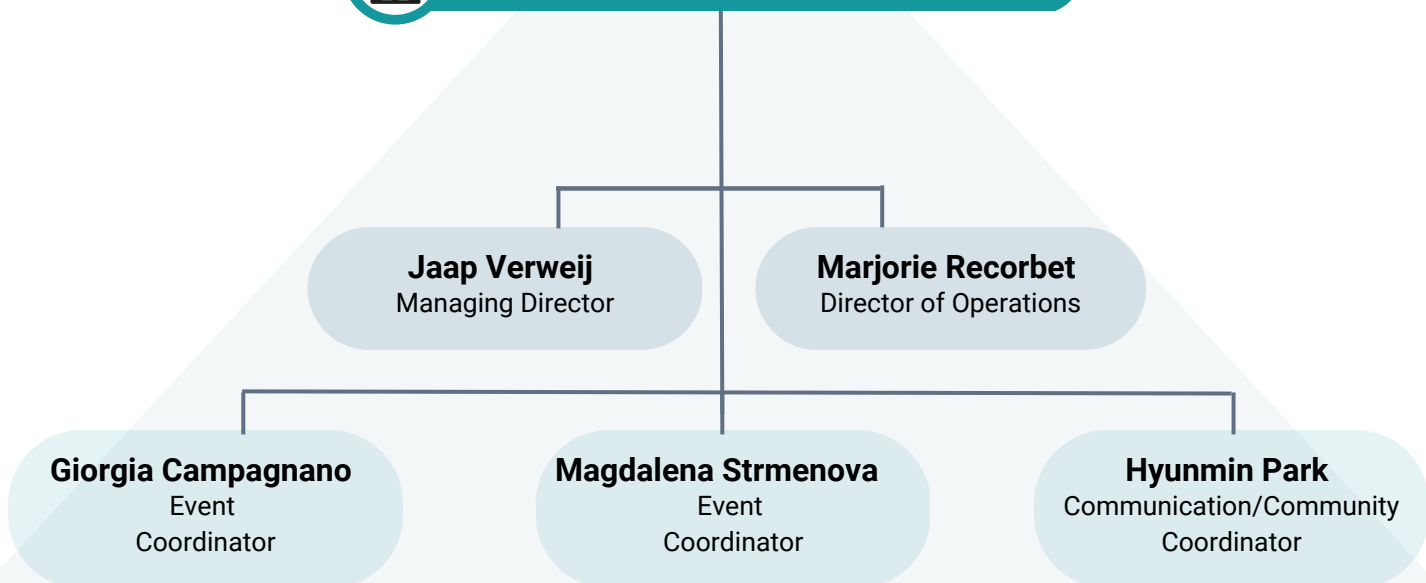 Jaap Verweij
Managing Director
Marjorie Recorbet
Director of Operations
Giorgia Campagnano
Event
Coordinator
Magdalena Strmenova
Event
Coordinator
Hyunmin Park
Communication/Community
Coordinator